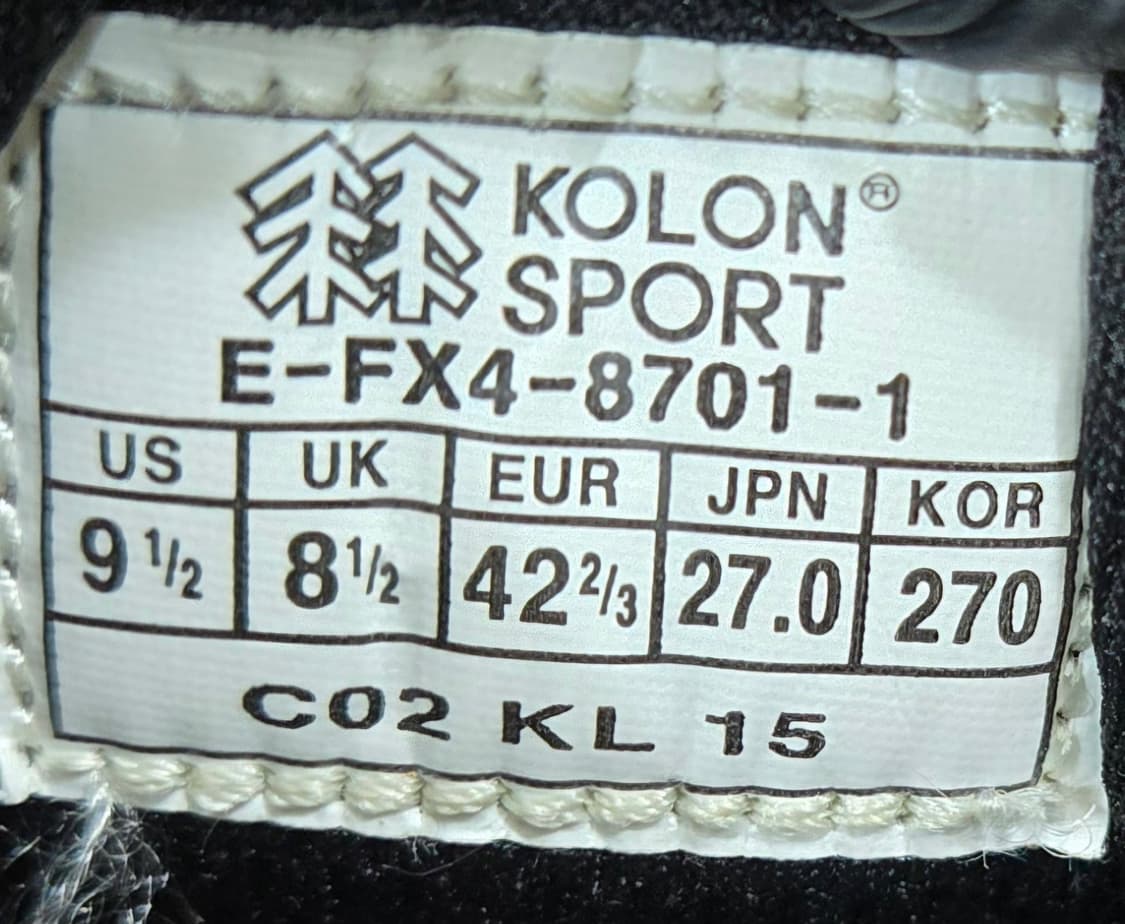 KOLON®
SPORT
E-FX4-8701-1
US UK EUR JPN KOR
9 1/2 8 1/2 42 2/3 27.0 270
C02 KL 15